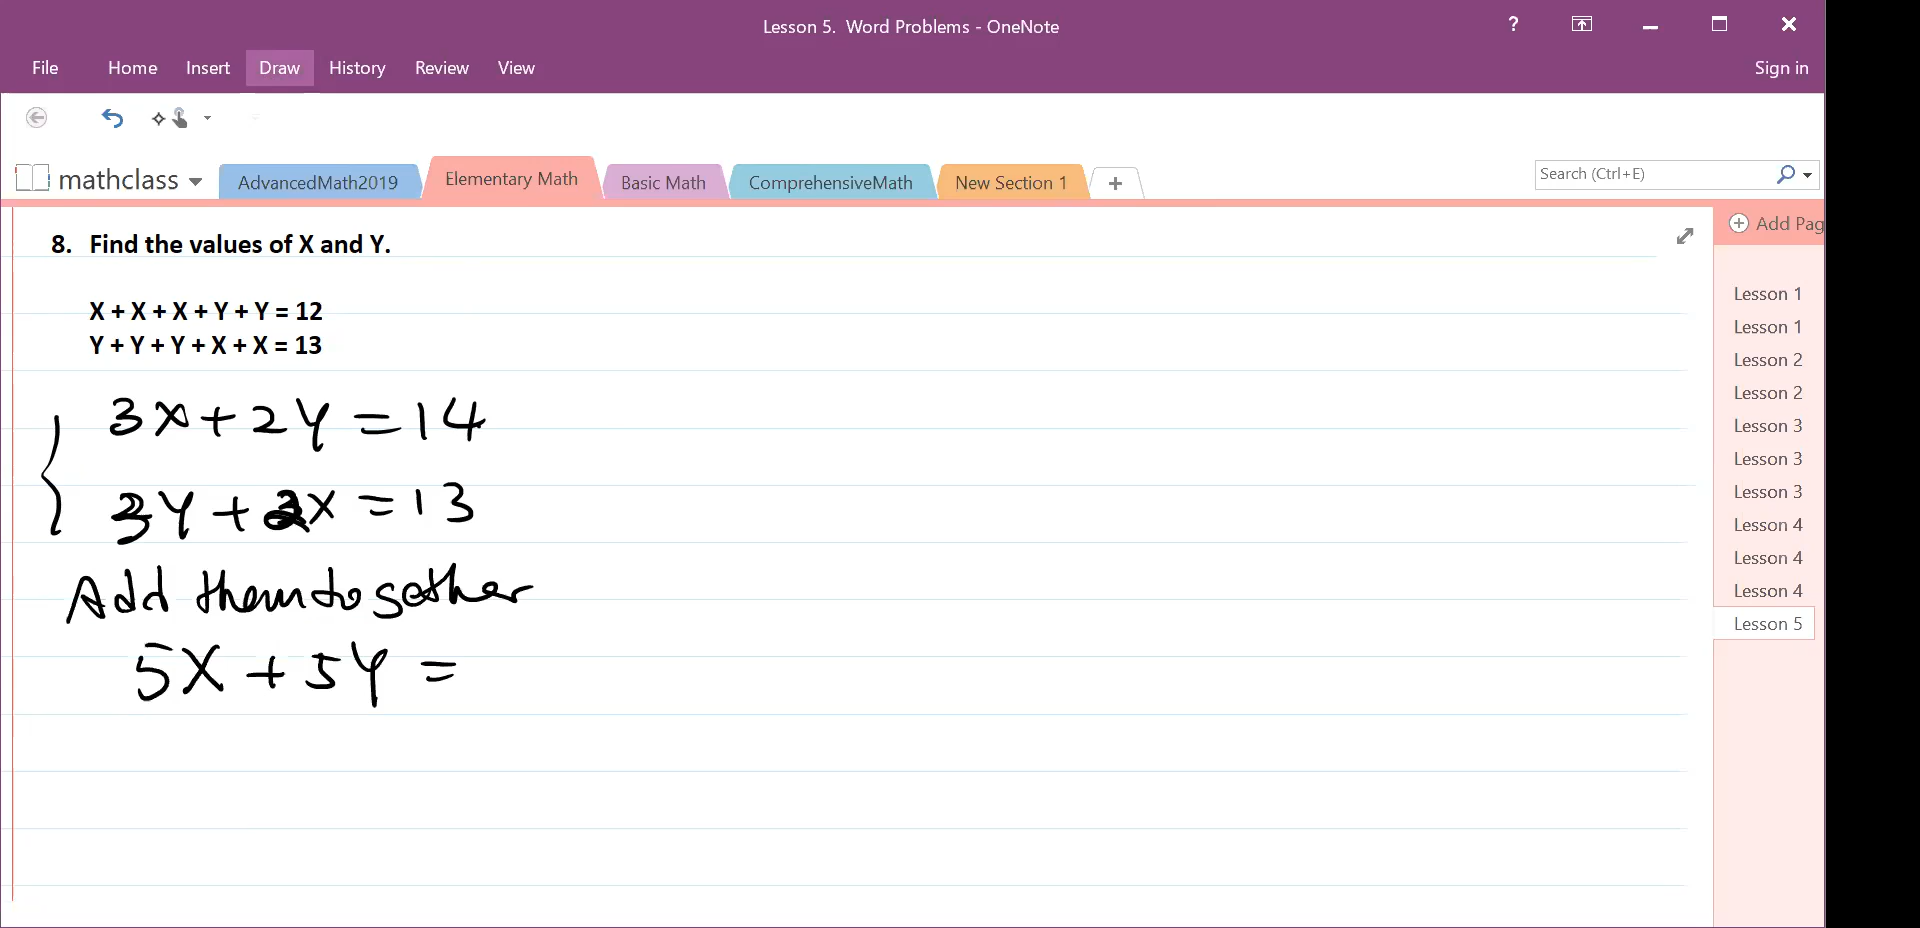 Lesson 5. Word Problems - OneNote
?
File Home Insert Draw History Review View Sign in
mathclass AdvancedMath2019 Elementary Math Basic Math ComprehensiveMath New Section 1 +
Search (Ctrl+E)
Add Pag
8. Find the values of X and Y.
X + X + X + Y + Y = 12
Y + Y + Y + X + X = 13
3X+2Y=14
3Y+2X=13
Add them together
5X+5Y=
Lesson 1
Lesson 1
Lesson 2
Lesson 2
Lesson 3
Lesson 3
Lesson 3
Lesson 4
Lesson 4
Lesson 4
Lesson 5